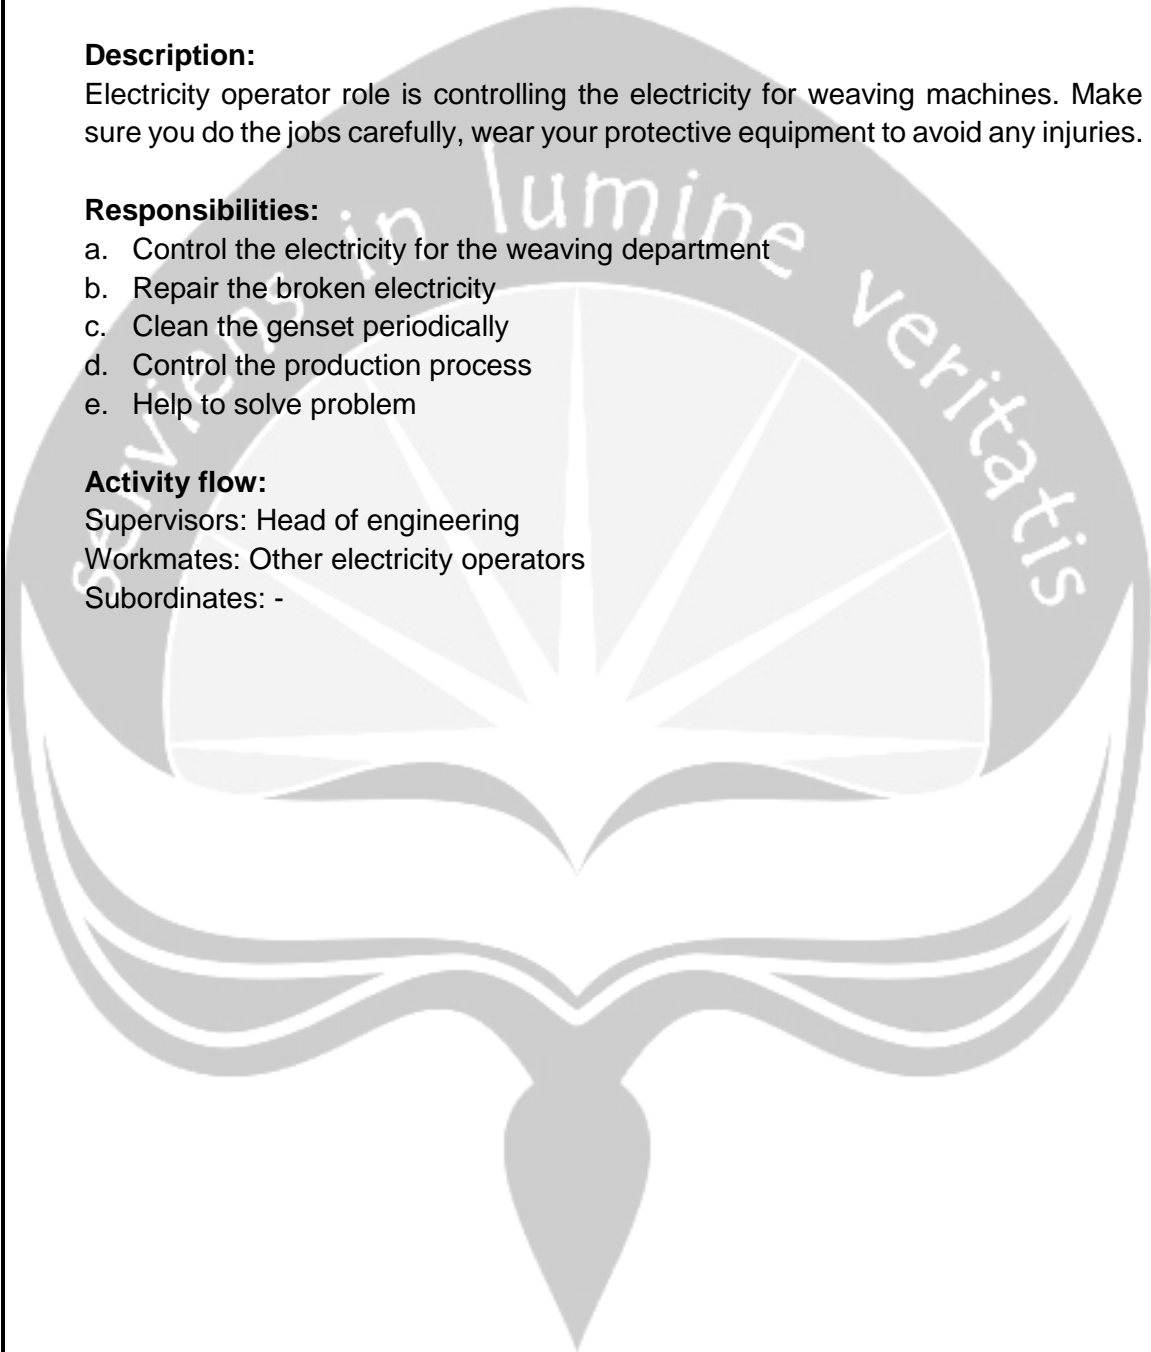 Description:
Electricity operator role is controlling the electricity for weaving machines. Make
sure you do the jobs carefully, wear your protective equipment to avoid any injuries.
Responsibilities:
a. Control the electricity for the weaving department
b. Repair the broken electricity
c. Clean the genset periodically
d. Control the production process
e. Help to solve problem
Activity flow:
Supervisors: Head of engineering
Workmates: Other electricity operators
Subordinates: -
serviens in lumine veritatis